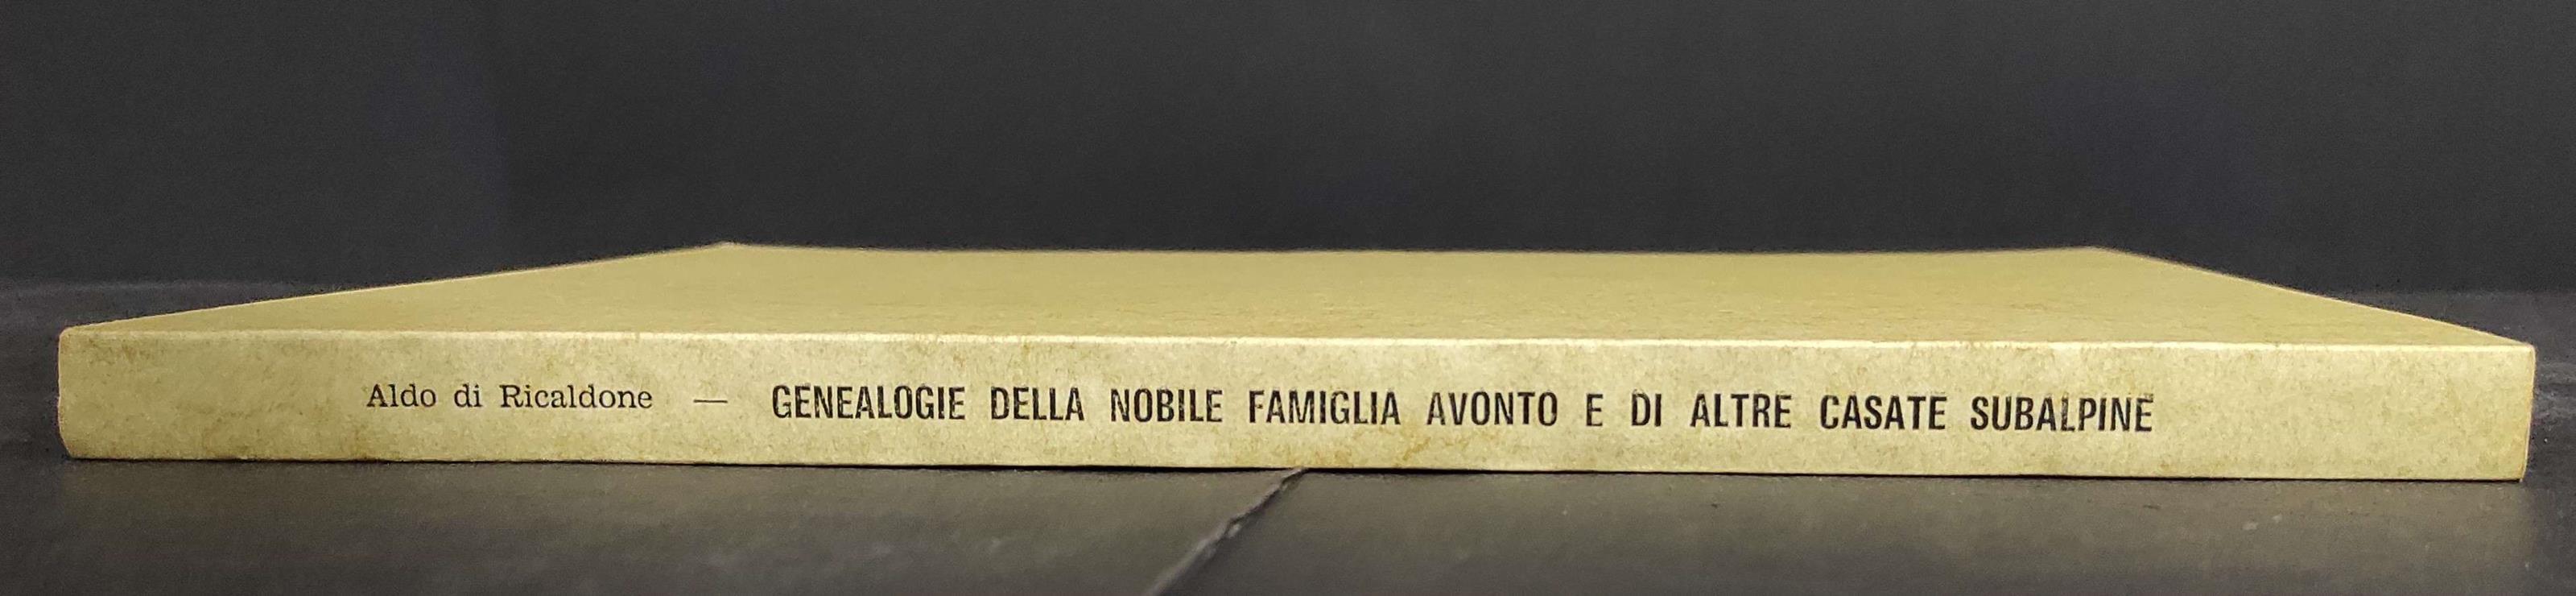 Aldo di Ricaldone — GENEALOGIE DELLA NOBILE FAMIGLIA AVONTO E DI ALTRE CASATE SUBALPINE